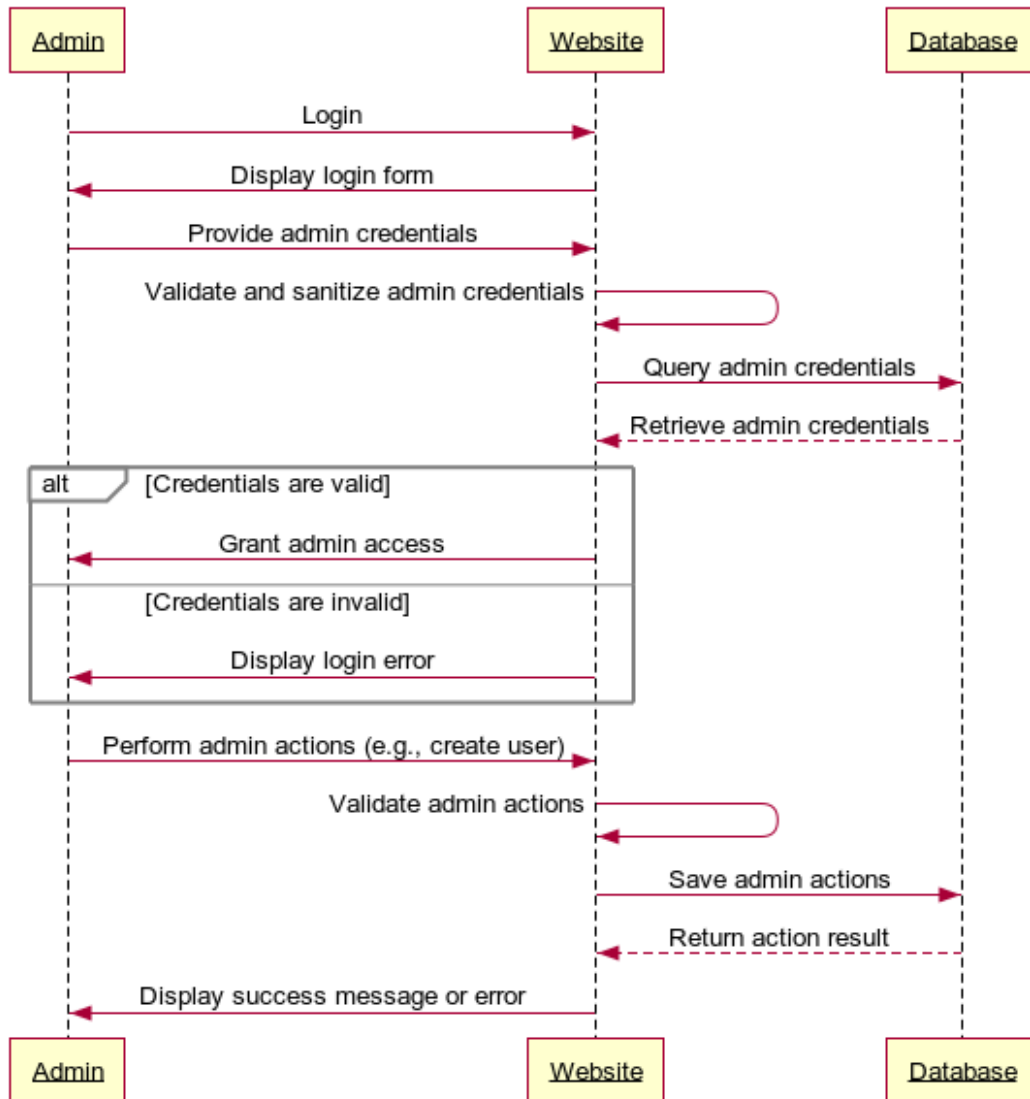 Admin Website Database
Login
Display login form
Provide admin credentials
Validate and sanitize admin credentials
Query admin credentials
Retrieve admin credentials
alt [Credentials are valid]
Grant admin access
[Credentials are invalid]
Display login error
Perform admin actions (e.g., create user)
Validate admin actions
Save admin actions
Return action result
Display success message or error
Admin Website Database